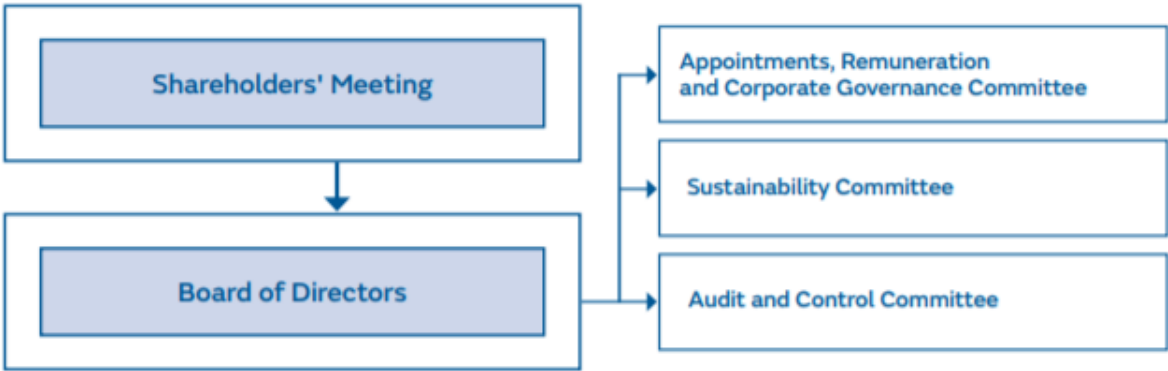 Shareholders' Meeting
Board of Directors
Appointments, Remuneration
and Corporate Governance Committee
Sustainability Committee
Audit and Control Committee